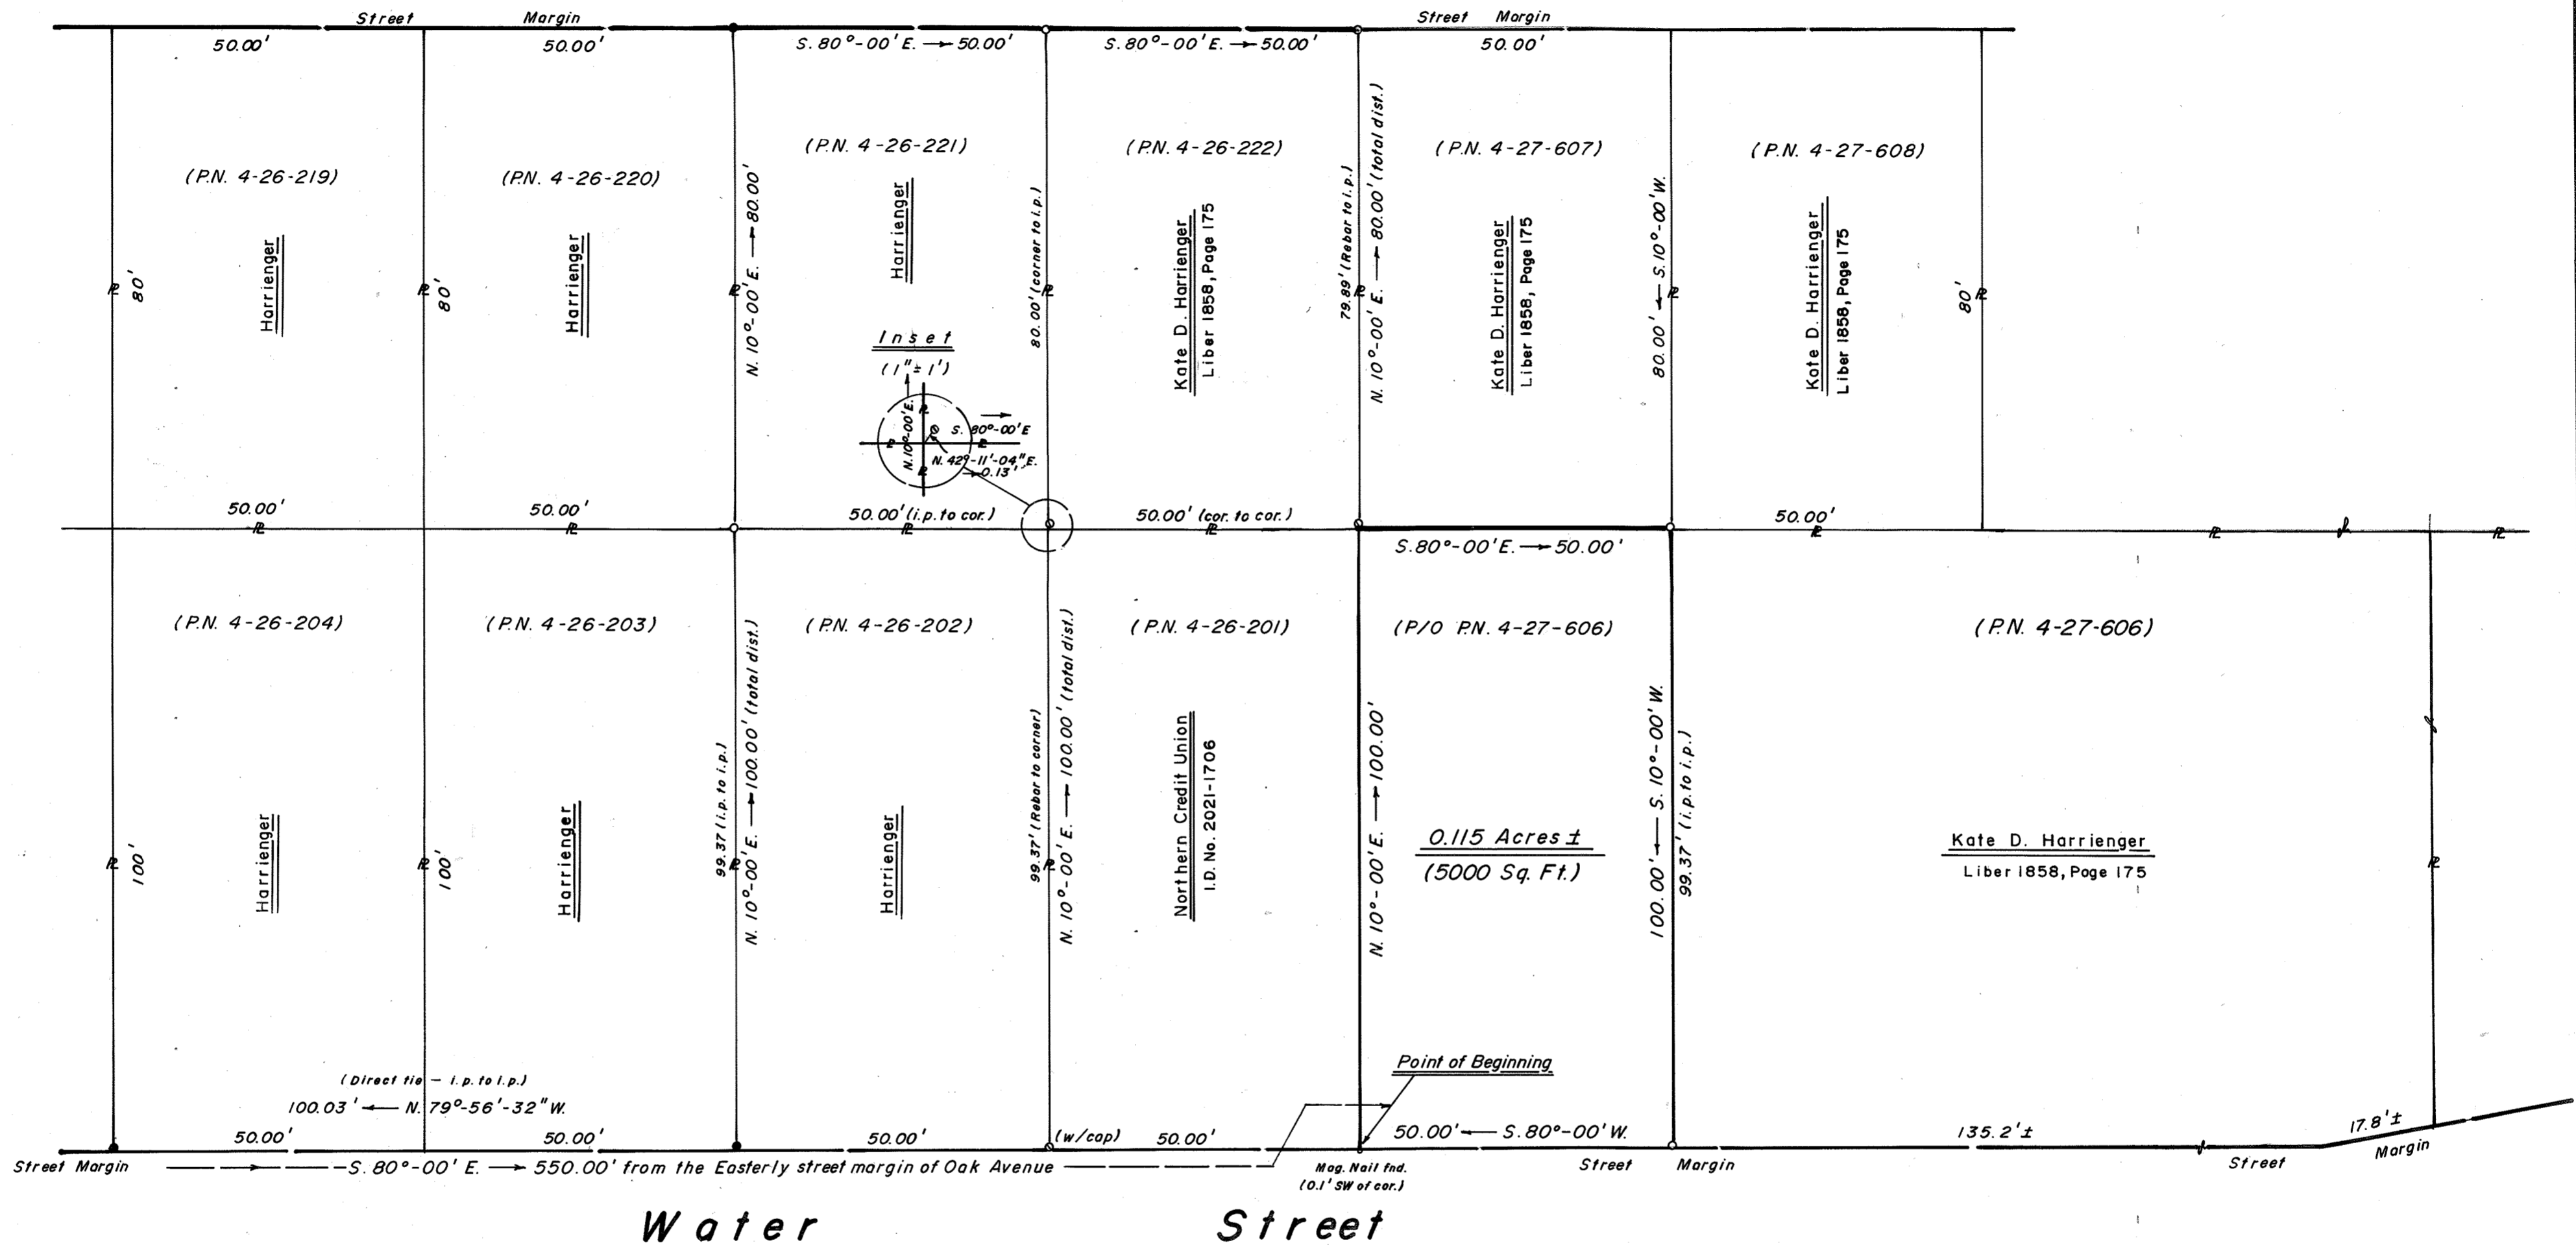 Street Margin
Street Margin
50.00'
50.00'
S. 80°-00' E. → 50.00'
S. 80°-00' E. → 50.00'
50.00'
(P.N. 4-26-219)
(P.N. 4-26-220)
(P.N. 4-26-221)
(P.N. 4-26-222)
(P.N. 4-27-607)
(P.N. 4-27-608)
80'
Harrienger
80'
Harrienger
N. 10°-00' E. → 80.00'
Harrienger
80.00' (corner to i.p.)
Kate D. Harrienger
Liber 1858, Page 175
79.89' (Rebar to i.p.)
N. 10°-00' E. → 80.00' (total dist.)
Kate D. Harrienger
Liber 1858, Page 175
80.00' ← S. 10°-00' W.
Kate D. Harrienger
Liber 1858, Page 175
80'
Inset
(1" ± 1')
N. 10°-00' E.
S. 80°-00' E
N. 42°-11'-04" E.
→ 0.13'
50.00'
50.00'
50.00' (i.p. to cor.)
50.00' (cor. to cor.)
50.00'
S. 80°-00' E. → 50.00'
(P.N. 4-26-204)
(P.N. 4-26-203)
(P.N. 4-26-202)
(P.N. 4-26-201)
(P/O P.N. 4-27-606)
(P.N. 4-27-606)
100'
Harrienger
100'
Harrienger
99.37' (i.p. to i.p.)
N. 10°-00' E. → 100.00' (total dist.)
Harrienger
99.37' (Rebar to corner)
N. 10°-00' E. → 100.00' (total dist.)
Northern Credit Union
I.D. No. 2021-1706
N. 10°-00' E. → 100.00'
0.115 Acres ±
(5000 Sq. Ft.)
100.00' ← S. 10°-00' W.
99.37' (i.p. to i.p.)
Kate D. Harrienger
Liber 1858, Page 175
Point of Beginning
(Direct tie - i.p. to i.p.)
100.03' ← N. 79°-56'-32" W.
50.00'
50.00'
50.00'
(w/cap)
50.00'
50.00' ← S. 80°-00' W.
135.2' ±
17.8' ±
Street Margin
S. 80°-00' E. → 550.00' from the Easterly street margin of Oak Avenue
Mag. Nail fnd.
(0.1' SW of cor.)
Street Margin
Street Margin
Water Street